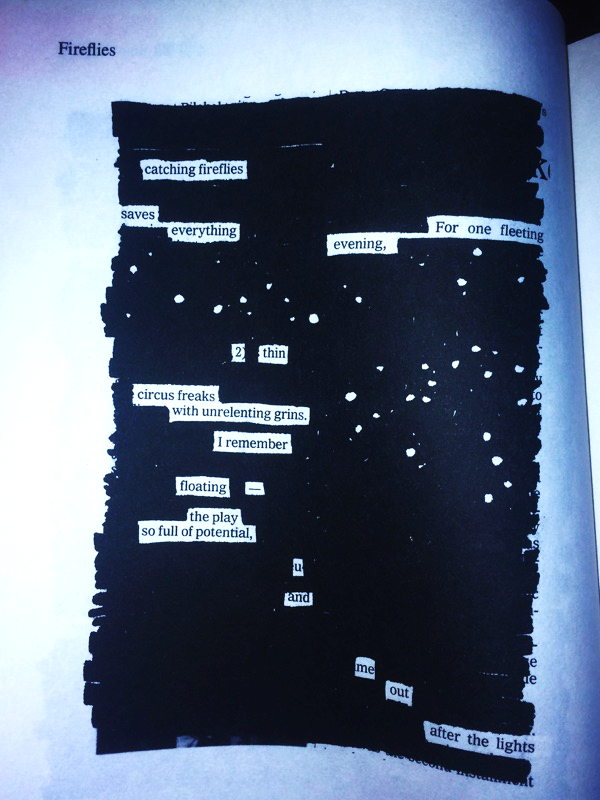 Fireflies
catching fireflies
saves
everything
For one fleeting
evening,
2) thin
circus freaks
with unrelenting grins.
I remember
floating —
the play
so full of potential,
u
and
me
out
after the lights